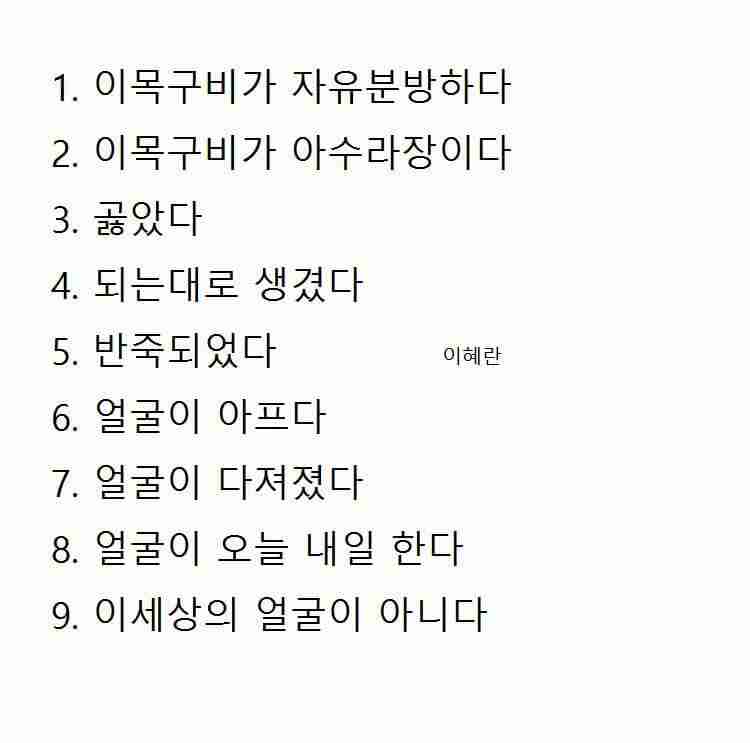 1. 이목구비가 자유분방하다
2. 이목구비가 아수라장이다
3. 곯았다
4. 되는대로 생겼다
5. 반죽되었다 이혜란
6. 얼굴이 아프다
7. 얼굴이 다져졌다
8. 얼굴이 오늘 내일 한다
9. 이세상의 얼굴이 아니다